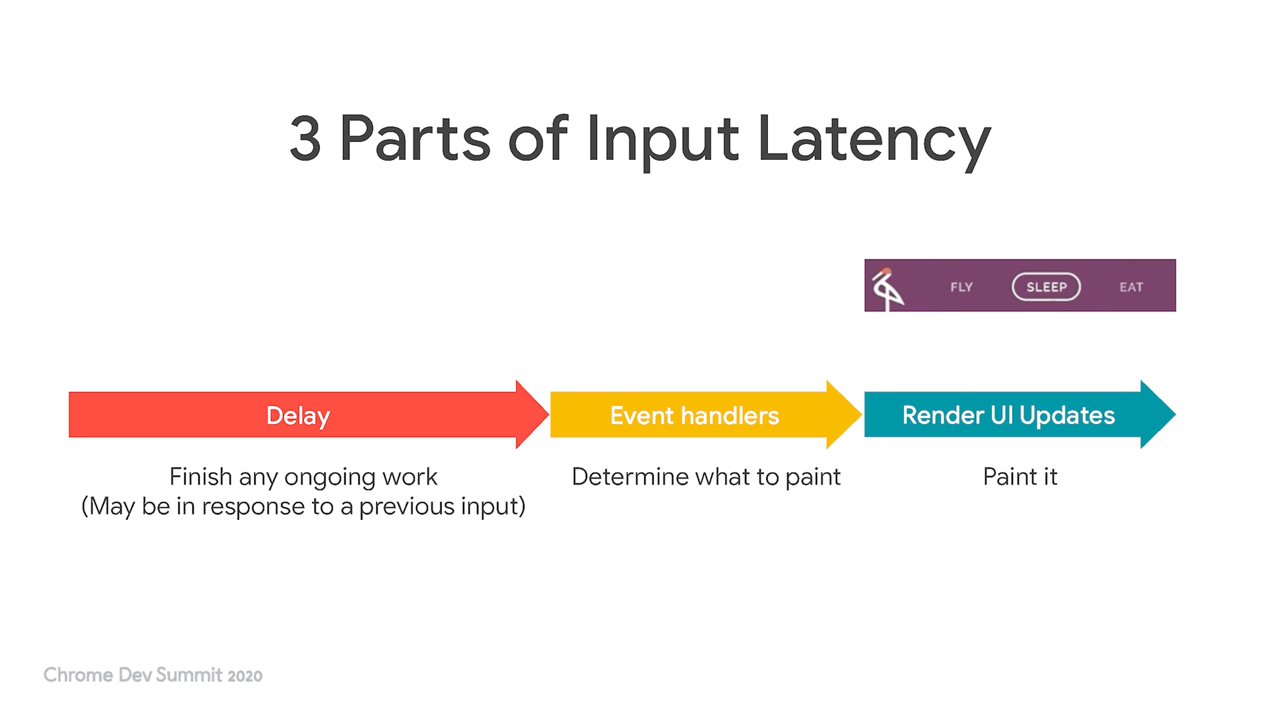 3 Parts of Input Latency
FLY SLEEP EAT
Delay
Event handlers
Render UI Updates
Finish any ongoing work
(May be in response to a previous input)
Determine what to paint
Paint it
Chrome Dev Summit 2020